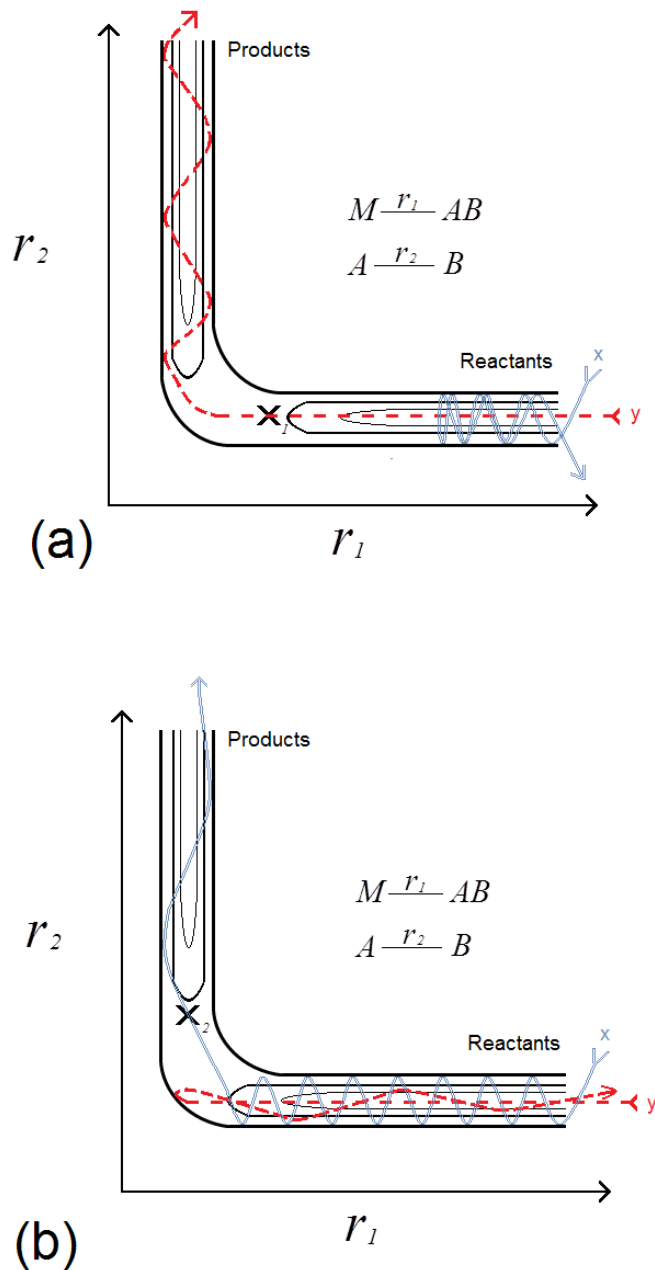 Products
r2
M r1 AB
A r2 B
Reactants
x
X1
y
(a)
r1
Products
r2
M r1 AB
A r2 B
X2
Reactants
x
y
(b)
r1